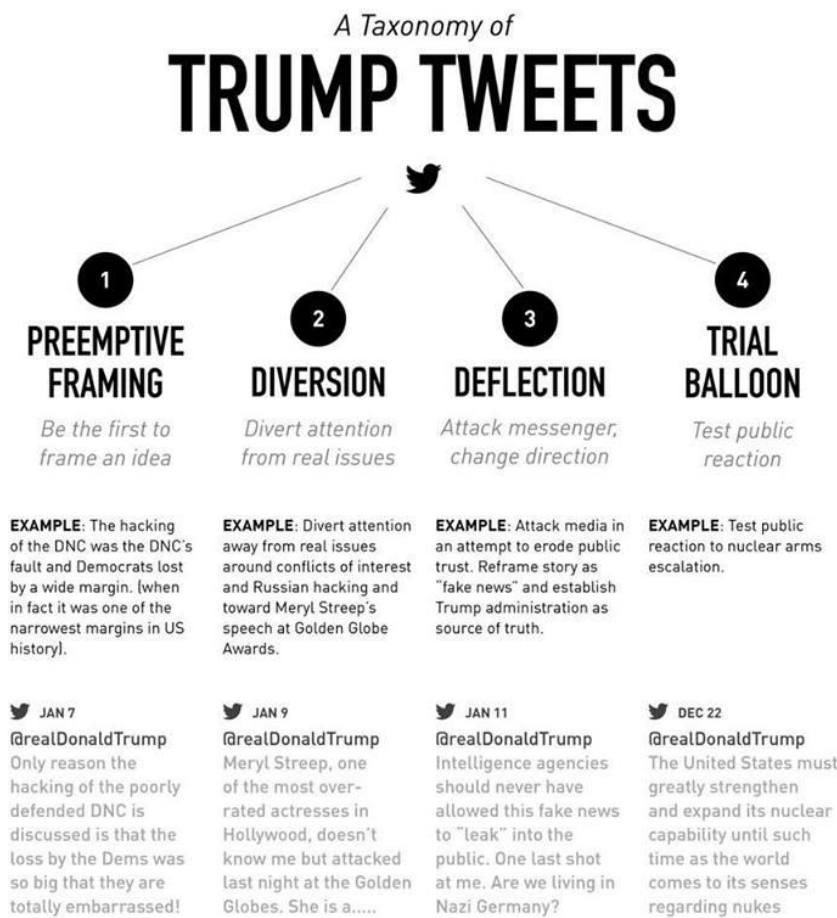 A Taxonomy of
TRUMP TWEETS
1
PREEMPTIVE
FRAMING
Be the first to
frame an idea
EXAMPLE: The hacking
of the DNC was the DNC's
fault and Democrats lost
by a wide margin. (when
in fact it was one of the
narrowest margins in US
history).
JAN 7
@realDonaldTrump
Only reason the
hacking of the poorly
defended DNC is
discussed is that the
loss by the Dems was
so big that they are
totally embarrassed!
2
DIVERSION
Divert attention
from real issues
EXAMPLE: Divert attention
away from real issues
around conflicts of interest
and Russian hacking and
toward Meryl Streep's
speech at Golden Globe
Awards.
JAN 9
@realDonaldTrump
Meryl Streep, one
of the most over-
rated actresses in
Hollywood, doesn't
know me but attacked
last night at the Golden
Globes. She is a.....
3
DEFLECTION
Attack messenger,
change direction
EXAMPLE: Attack media in
an attempt to erode public
trust. Reframe story as
"fake news" and establish
Trump administration as
source of truth.
JAN 11
@realDonaldTrump
Intelligence agencies
should never have
allowed this fake news
to "leak" into the
public. One last shot
at me. Are we living in
Nazi Germany?
4
TRIAL
BALLOON
Test public
reaction
EXAMPLE: Test public
reaction to nuclear arms
escalation.
DEC 22
@realDonaldTrump
The United States must
greatly strengthen
and expand its nuclear
capability until such
time as the world
comes to its senses
regarding nukes